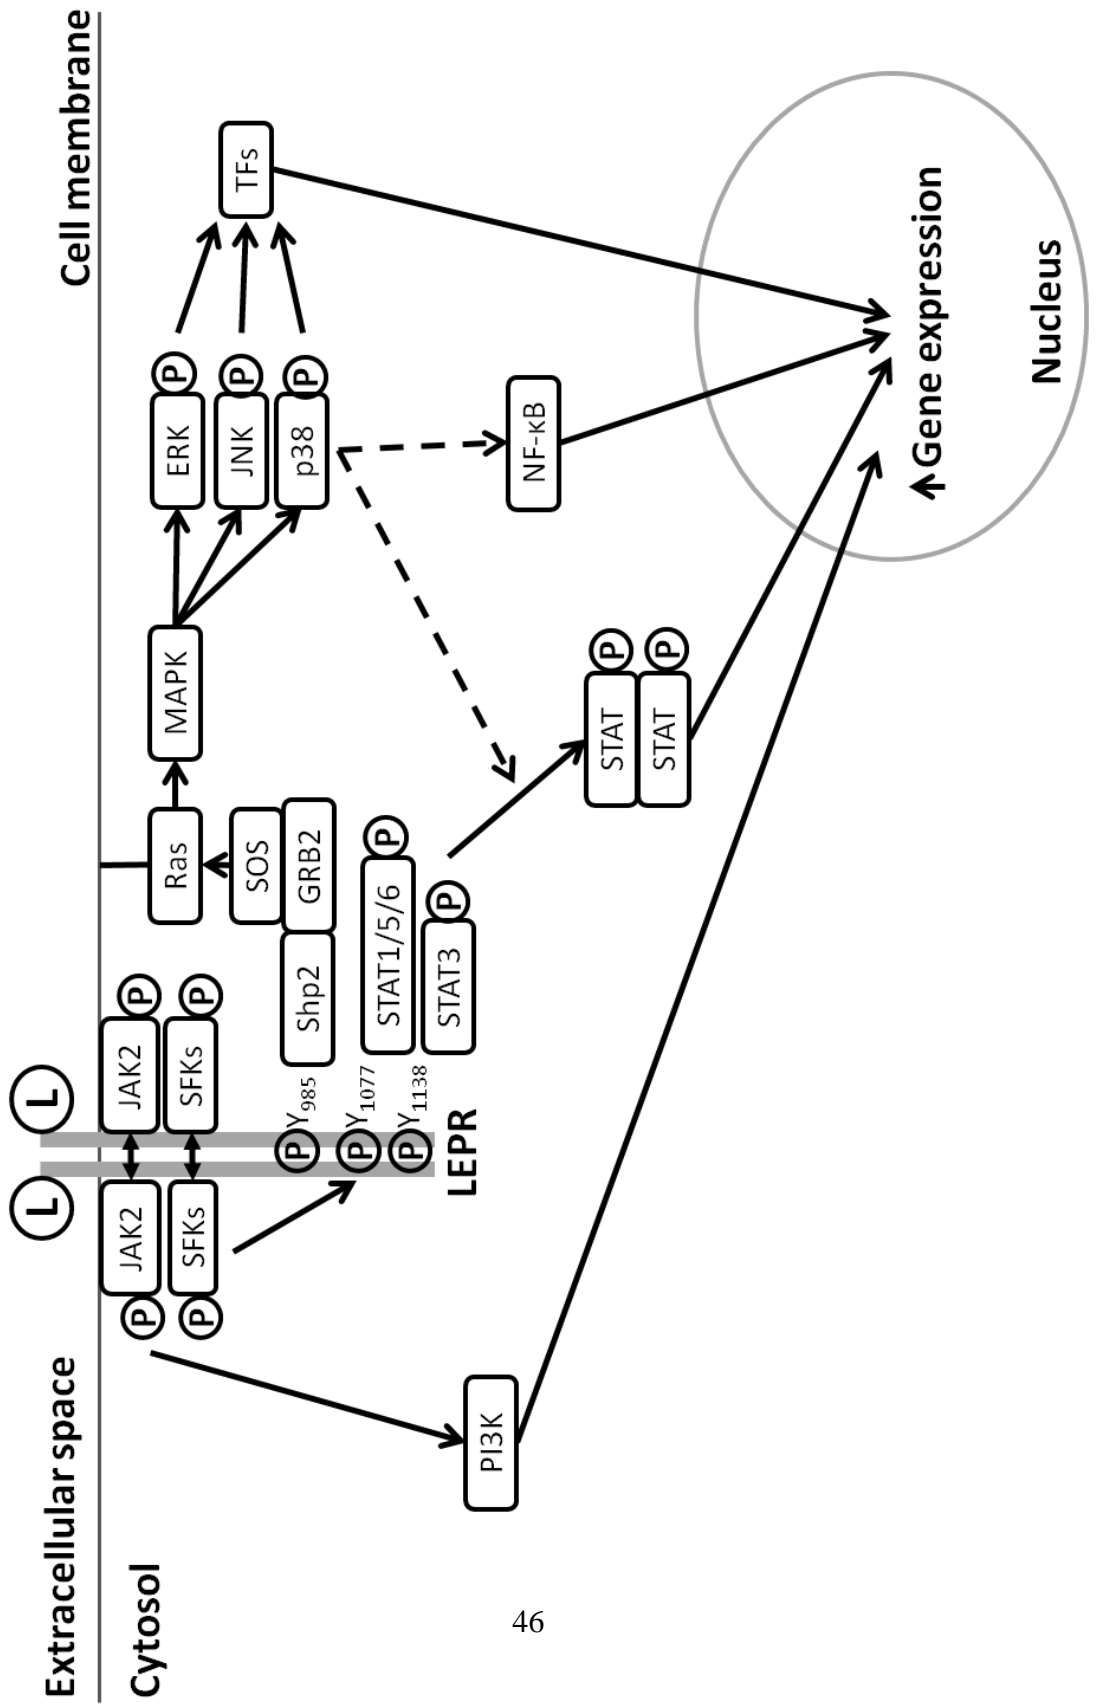 Extracellular space
Cell membrane
Cytosol
L
L
JAK2
P
JAK2
P
SFKs
P
SFKs
P
Ras
MAPK
ERK
P
JNK
P
p38
P
TFs
SOS
GRB2
Shp2
P Y985
P Y1077
P Y1138
STAT1/5/6
P
STAT3
P
LEPR
PI3K
NF-κB
STAT
P
STAT
P
Gene expression
Nucleus
46